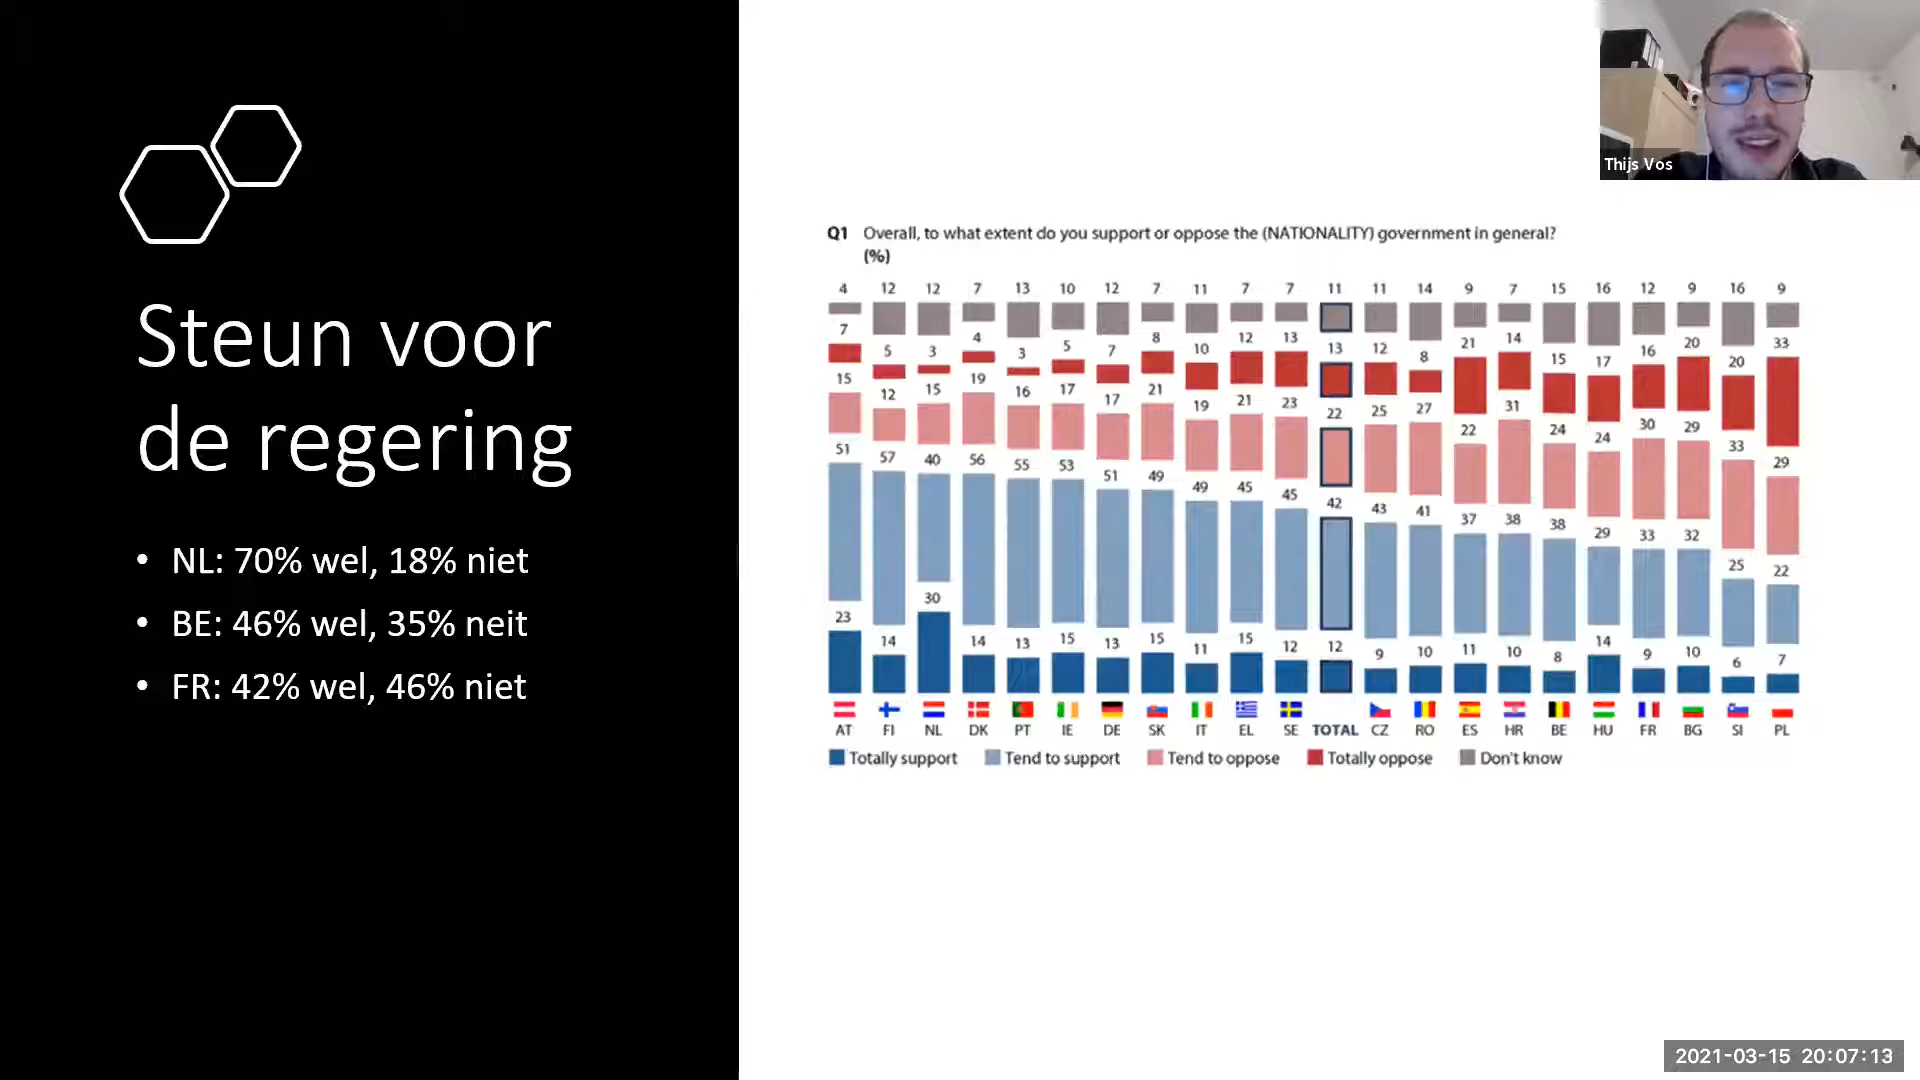 Steun voor
de regering
• NL: 70% wel, 18% niet
• BE: 46% wel, 35% neit
• FR: 42% wel, 46% niet
Thijs Vos
Q1 Overall, to what extent do you support or oppose the (NATIONALITY) government in general?
(%)
4 12 12 7 13 10 12 7 11 7 7 11 11 14 9 7 15 16 12 9 16 9
7 5 3 4 3 5 7 8 10 12 13 13 12 8 21 14 15 17 16 20 20 33
15 12 15 19 16 17 17 21 19 21 23 22 25 27 22 31 24 24 30 29 33 29
51 57 40 56 55 53 51 49 49 45 45 42 43 41 37 38 38 29 33 32 25 22
23 14 30 14 13 15 13 15 11 15 12 12 9 10 11 10 8 14 9 10 6 7
AT FI NL DK PT IE DE SK IT EL SE TOTAL CZ RO ES HR BE HU FR BG SI PL
Totally support Tend to support Tend to oppose Totally oppose Don't know
2021-03-15 20:07:13